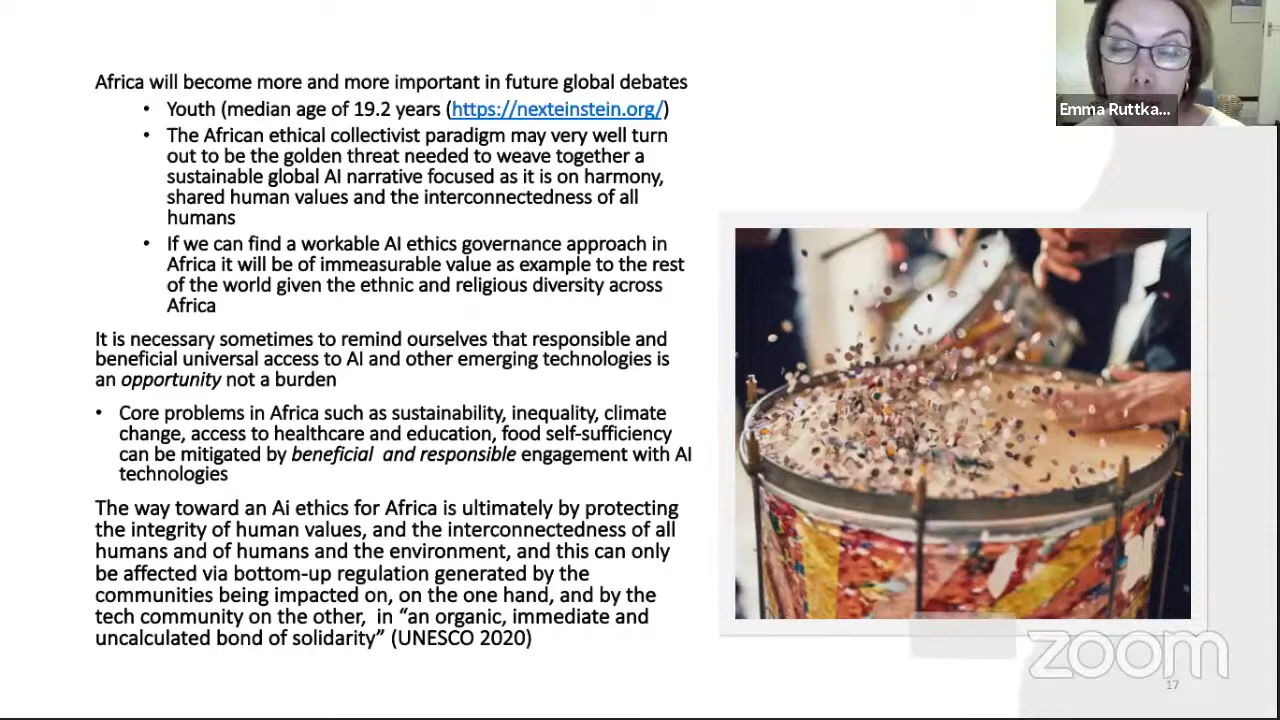 Africa will become more and more important in future global debates
• Youth (median age of 19.2 years (https://nexteinstein.org/)
• The African ethical collectivist paradigm may very well turn
out to be the golden threat needed to weave together a
sustainable global AI narrative focused as it is on harmony,
shared human values and the interconnectedness of all
humans
• If we can find a workable AI ethics governance approach in
Africa it will be of immeasurable value as example to the rest
of the world given the ethnic and religious diversity across
Africa
It is necessary sometimes to remind ourselves that responsible and
beneficial universal access to AI and other emerging technologies is
an opportunity not a burden
• Core problems in Africa such as sustainability, inequality, climate
change, access to healthcare and education, food self-sufficiency
can be mitigated by beneficial and responsible engagement with AI
technologies
The way toward an Ai ethics for Africa is ultimately by protecting
the integrity of human values, and the interconnectedness of all
humans and of humans and the environment, and this can only
be affected via bottom-up regulation generated by the
communities being impacted on, on the one hand, and by the
tech community on the other, in “an organic, immediate and
uncalculated bond of solidarity” (UNESCO 2020)
Emma Ruttka...
zoom
17